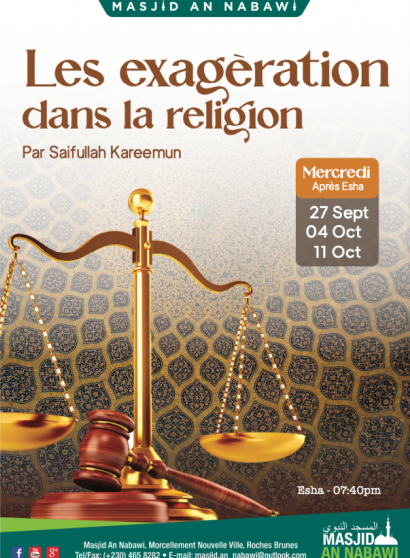 MASJID AN NABAWI
Les exagèration
dans la religion
Par Saifullah Kareemun
Mercredi
Après Esha
27 Sept
04 Oct
11 Oct
Esha - 07:40pm
المسجد النبوي
MASJID
AN NABAWI
Masjid An Nabawi, Morcellement Nouvelle Ville, Roches Brunes
Tel/Fax: (+230) 465 8282 • E-mail: masjid.an_nabawi@outlook.com